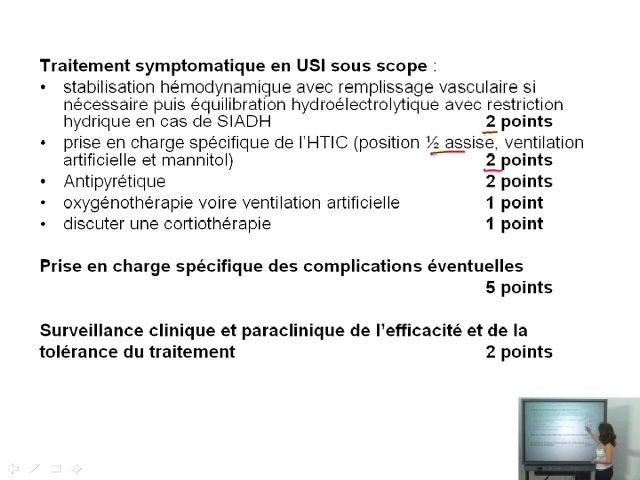 Traitement symptomatique en USI sous scope :
• stabilisation hémodynamique avec remplissage vasculaire si
nécessaire puis équilibration hydroélectrolytique avec restriction
hydrique en cas de SIADH 2 points
• prise en charge spécifique de l'HTIC (position ½ assise, ventilation
artificielle et mannitol) 2 points
• Antipyrétique 2 points
• oxygénothérapie voire ventilation artificielle 1 point
• discuter une cortiothérapie 1 point
Prise en charge spécifique des complications éventuelles
5 points
Surveillance clinique et paraclinique de l'efficacité et de la
tolérance du traitement 2 points